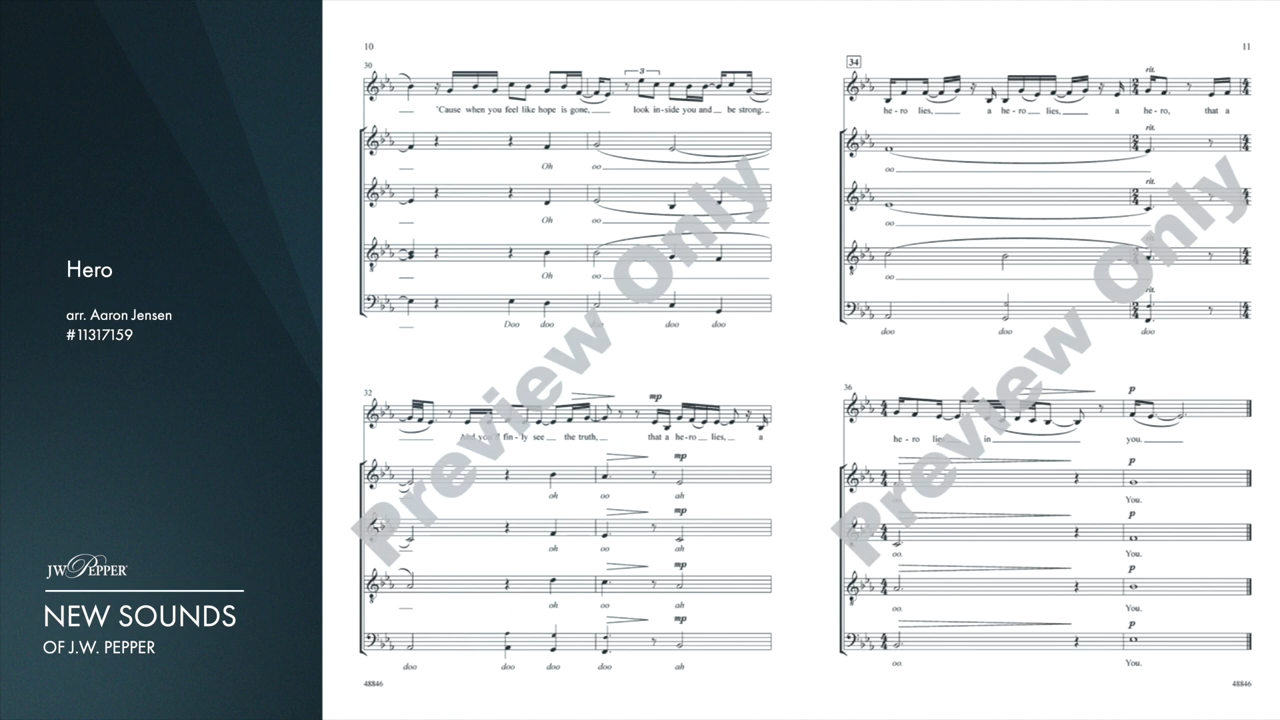 Hero
arr. Aaron Jensen
#11317159
JW PEPPER
NEW SOUNDS
OF J.W. PEPPER
10
30
3
'Cause when you feel like hope is gone, look in-side you and be strong.
Oh oo
Oh oo
Oh oo
Doo doo doo doo doo
32
mp
And you'll fin-ly see the truth, that a he-ro lies, a
mp
oh oo ah
mp
oh oo ah
mp
oh oo ah
mp
doo doo doo doo ah
48846
11
34
rit.
he-ro lies, a he-ro lies, a he-ro, that a
rit.
oo
rit.
oo
oo
rit.
doo doo doo
36
p
he-ro lies in you.
p
You.
p
oo. You.
p
oo. You.
p
oo. You.
48846
Preview Only
Preview Only